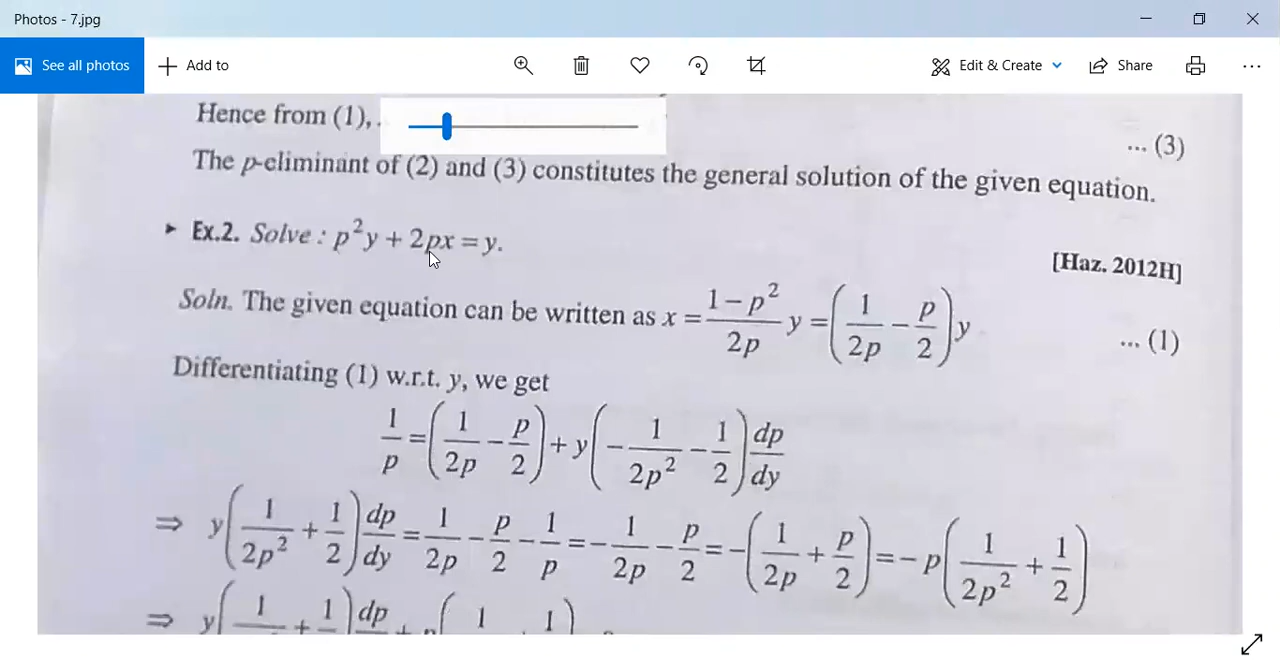 Photos - 7.jpg
See all photos
Add to
Edit & Create
Share
Hence from (1), .
... (3)
The p-eliminant of (2) and (3) constitutes the general solution of the given equation.
► Ex.2. Solve : p²y + 2px = y.
[Haz. 2012H]
Soln. The given equation can be written as x = (1 − p²)/(2p) y = (1/(2p) − p/2) y ... (1)
Differentiating (1) w.r.t. y, we get
1/p = (1/(2p) − p/2) + y(− 1/(2p²) − 1/2) dp/dy
⇒ y(1/(2p²) + 1/2) dp/dy = 1/(2p) − p/2 − 1/p = − 1/(2p) − p/2 = −(1/(2p) + p/2) = − p(1/(2p²) + 1/2)